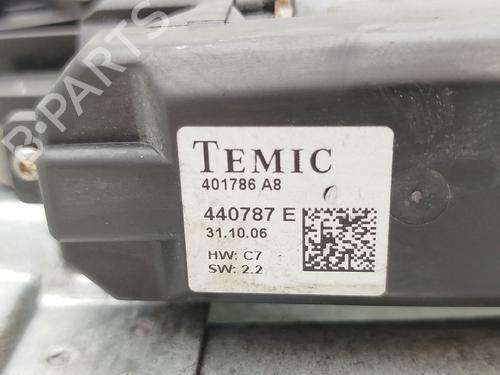 B-PARTS
TEMIC
401786 A8
440787 E
31.10.06
HW: C7
SW: 2.2